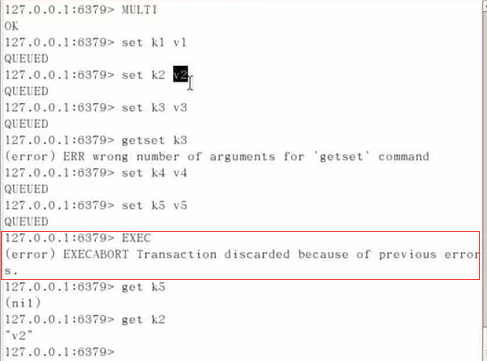 127.0.0.1:6379> MULTI
OK
127.0.0.1:6379> set k1 v1
QUEUED
127.0.0.1:6379> set k2 v2
QUEUED
127.0.0.1:6379> set k3 v3
QUEUED
127.0.0.1:6379> getset k3
(error) ERR wrong number of arguments for 'getset' command
127.0.0.1:6379> set k4 v4
QUEUED
127.0.0.1:6379> set k5 v5
QUEUED
127.0.0.1:6379> EXEC
(error) EXECABORT Transaction discarded because of previous error
s.
127.0.0.1:6379> get k5
(nil)
127.0.0.1:6379> get k2
"v2"
127.0.0.1:6379>